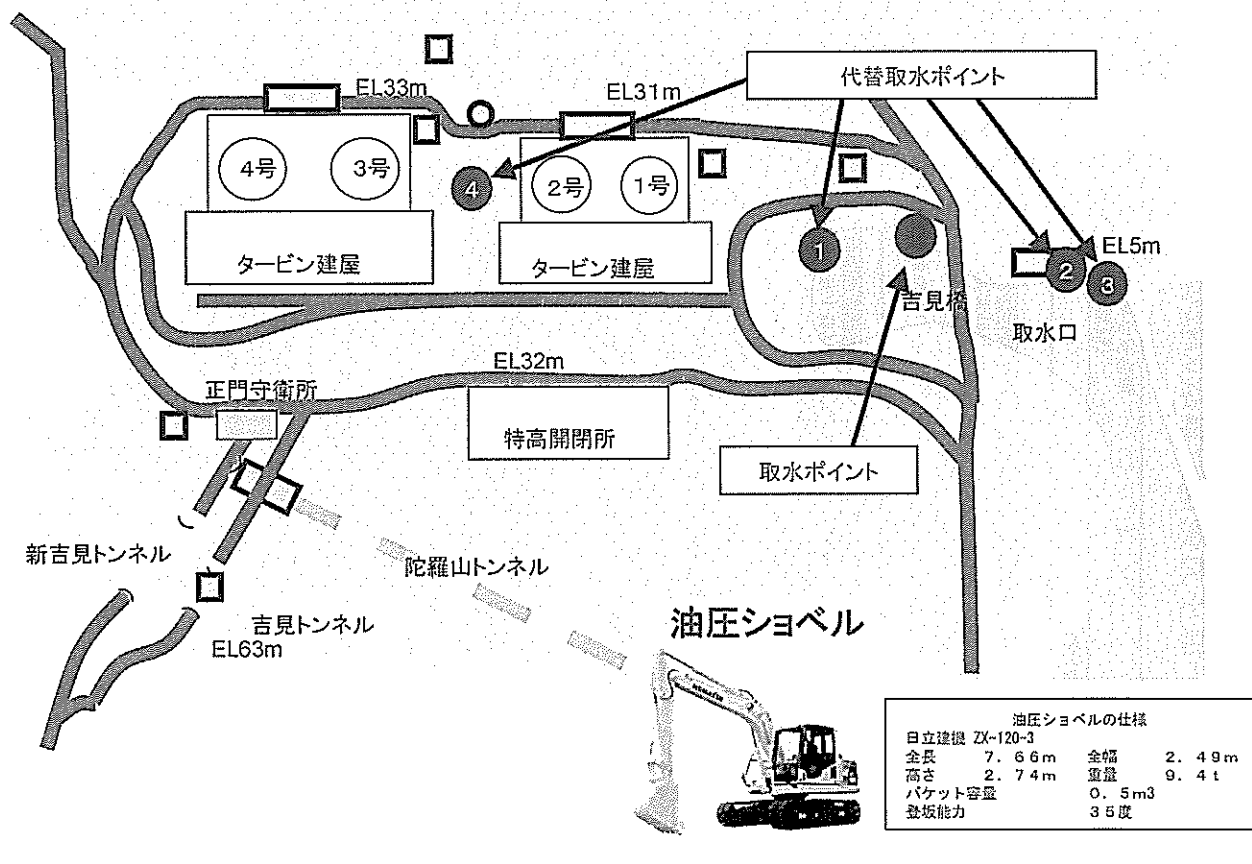 EL33m
EL31m
代替取水ポイント
4号
3号
4
2号
1号
1
EL5m
2
3
タービン建屋
タービン建屋
吉見橋
取水口
EL32m
正門守衛所
特高開閉所
取水ポイント
新吉見トンネル
陀羅山トンネル
吉見トンネル
EL63m
油圧ショベル
KOMATSU
油圧ショベルの仕様
日立建機 ZX-120-3
全長 7.66m 全幅 2.49m
高さ 2.74m 重量 9.4t
バケット容量 0.5m3
登坂能力 35度